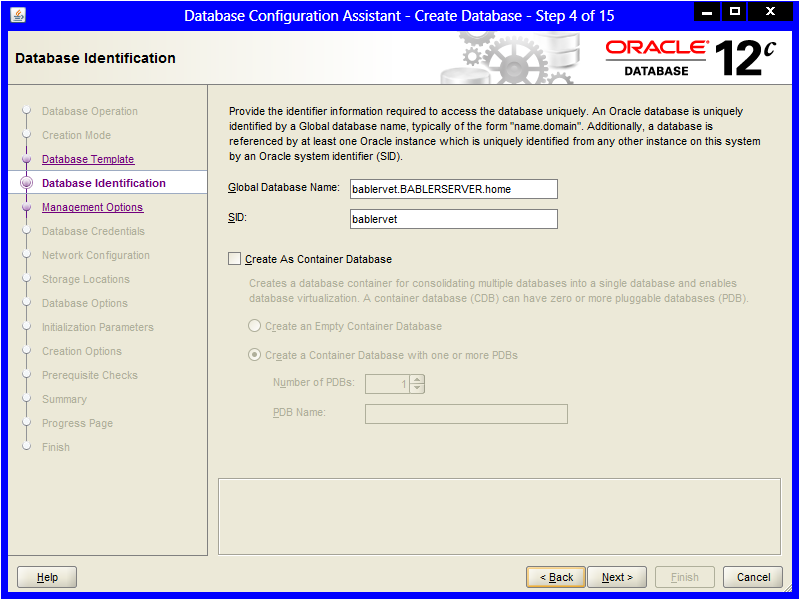 Database Configuration Assistant - Create Database - Step 4 of 15
Database Identification
ORACLE®
DATABASE
12c
Database Operation
Creation Mode
Database Template
Database Identification
Management Options
Database Credentials
Network Configuration
Storage Locations
Database Options
Initialization Parameters
Creation Options
Prerequisite Checks
Summary
Progress Page
Finish
Provide the identifier information required to access the database uniquely. An Oracle database is uniquely
identified by a Global database name, typically of the form "name.domain". Additionally, a database is
referenced by at least one Oracle instance which is uniquely identified from any other instance on this system
by an Oracle system identifier (SID).
Global Database Name: bablervet.BABLERSERVER.home
SID: bablervet
Create As Container Database
Creates a database container for consolidating multiple databases into a single database and enables
database virtualization. A container database (CDB) can have zero or more pluggable databases (PDB).
Create an Empty Container Database
Create a Container Database with one or more PDBs
Number of PDBs: 1
PDB Name:
Help
< Back
Next >
Finish
Cancel